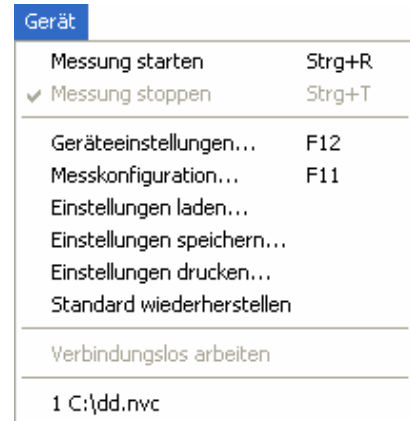 Gerät
Messung starten Strg+R
Messung stoppen Strg+T
Geräteeinstellungen... F12
Messkonfiguration... F11
Einstellungen laden...
Einstellungen speichern...
Einstellungen drucken...
Standard wiederherstellen
Verbindungslos arbeiten
1 C:\dd.nvc